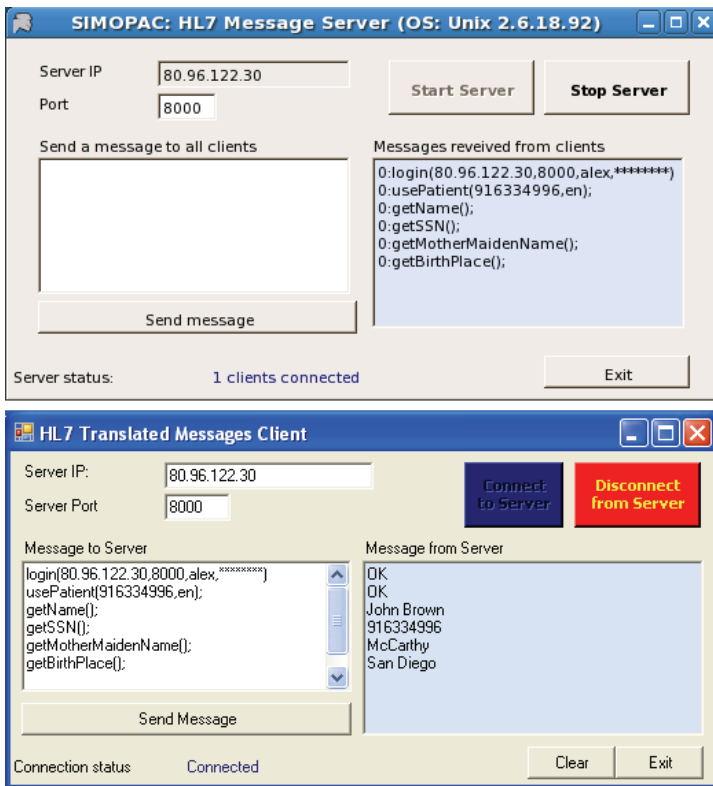 SIMOPAC: HL7 Message Server (OS: Unix 2.6.18.92)
Server IP 80.96.122.30
Port 8000
Start Server Stop Server
Send a message to all clients
Messages reveived from clients
0:login(80.96.122.30,8000,alex,********)
0:usePatient(916334996,en);
0:getName();
0:getSSN();
0:getMotherMaidenName();
0:getBirthPlace();
Send message
Server status: 1 clients connected
Exit
HL7 Translated Messages Client
Server IP: 80.96.122.30
Server Port 8000
Connect
to Server
Disconnect
from Server
Message to Server
login(80.96.122.30,8000,alex,********)
usePatient(916334996,en);
getName();
getSSN();
getMotherMaidenName();
getBirthPlace();
Message from Server
OK
OK
John Brown
916334996
McCarthy
San Diego
Send Message
Connection status Connected
Clear Exit